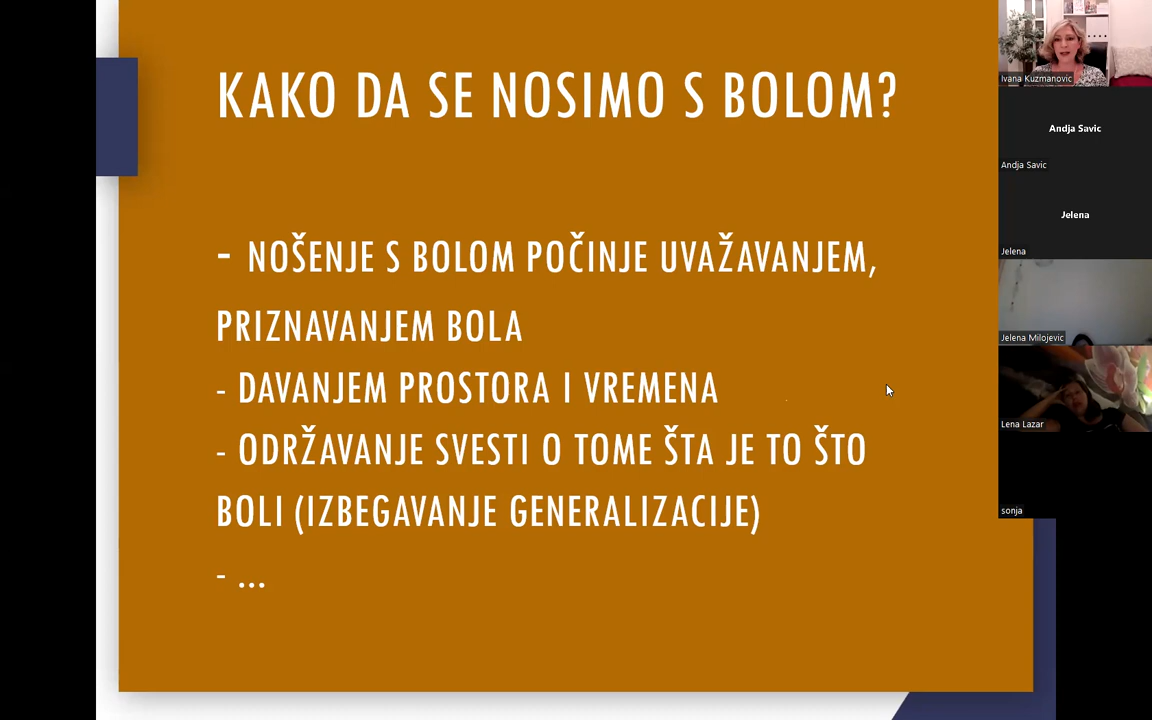 KAKO DA SE NOSIMO S BOLOM?
- NOŠENJE S BOLOM POČINJE UVAŽAVANJEM,
PRIZNAVANJEM BOLA
- DAVANJEM PROSTORA I VREMENA
- ODRŽAVANJE SVESTI O TOME ŠTA JE TO ŠTO
BOLI (IZBEGAVANJE GENERALIZACIJE)
- ...
Ivana Kuzmanovic
Andja Savic
Andja Savic
Jelena
Jelena
Jelena Milojevic
Lena Lazar
sonja